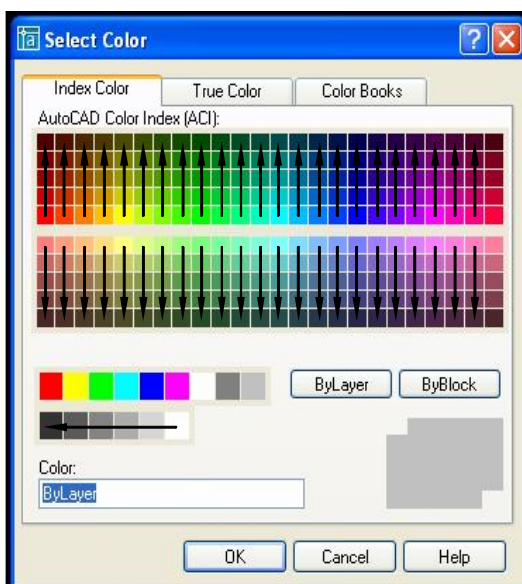 Select Color
Index Color
True Color
Color Books
AutoCAD Color Index (ACI):
ByLayer
ByBlock
Color:
ByLayer
OK
Cancel
Help